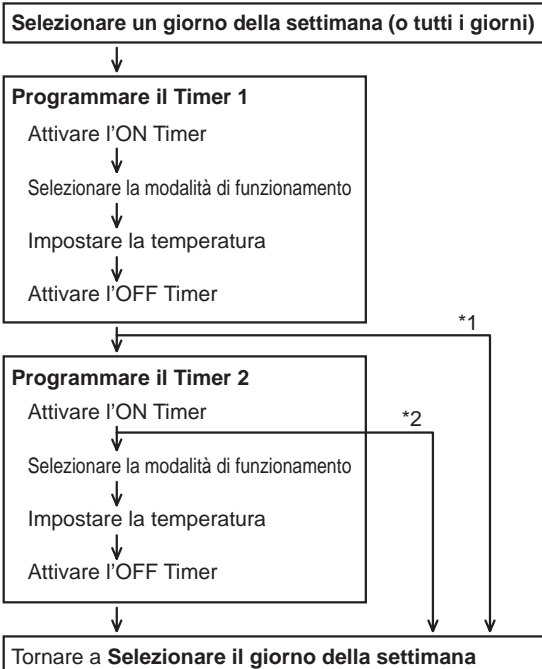 Selezionare un giorno della settimana (o tutti i giorni)
Programmare il Timer 1
Attivare l'ON Timer
Selezionare la modalità di funzionamento
Impostare la temperatura
Attivare l'OFF Timer
*1
Programmare il Timer 2
Attivare l'ON Timer
*2
Selezionare la modalità di funzionamento
Impostare la temperatura
Attivare l'OFF Timer
Tornare a Selezionare il giorno della settimana